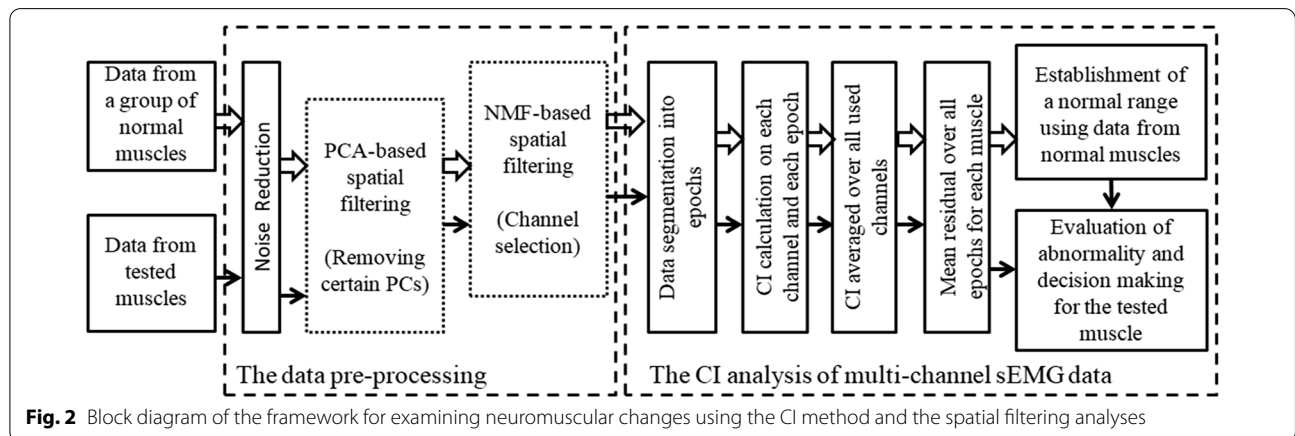 Data from
a group of
normal
muscles
Data from
tested
muscles
Noise Reduction
PCA-based
spatial
filtering
(Removing
certain PCs)
NMF-based
spatial
filtering
(Channel
selection)
The data pre-processing
Data segmentation into
epochs
CI calculation on each
channel and each epoch
CI averaged over all used
channels
Mean residual over all
epochs for each muscle
Establishment of
a normal range
using data from
normal muscles
Evaluation of
abnormality and
decision making
for the tested
muscle
The CI analysis of multi-channel sEMG data
Fig. 2 Block diagram of the framework for examining neuromuscular changes using the CI method and the spatial filtering analyses